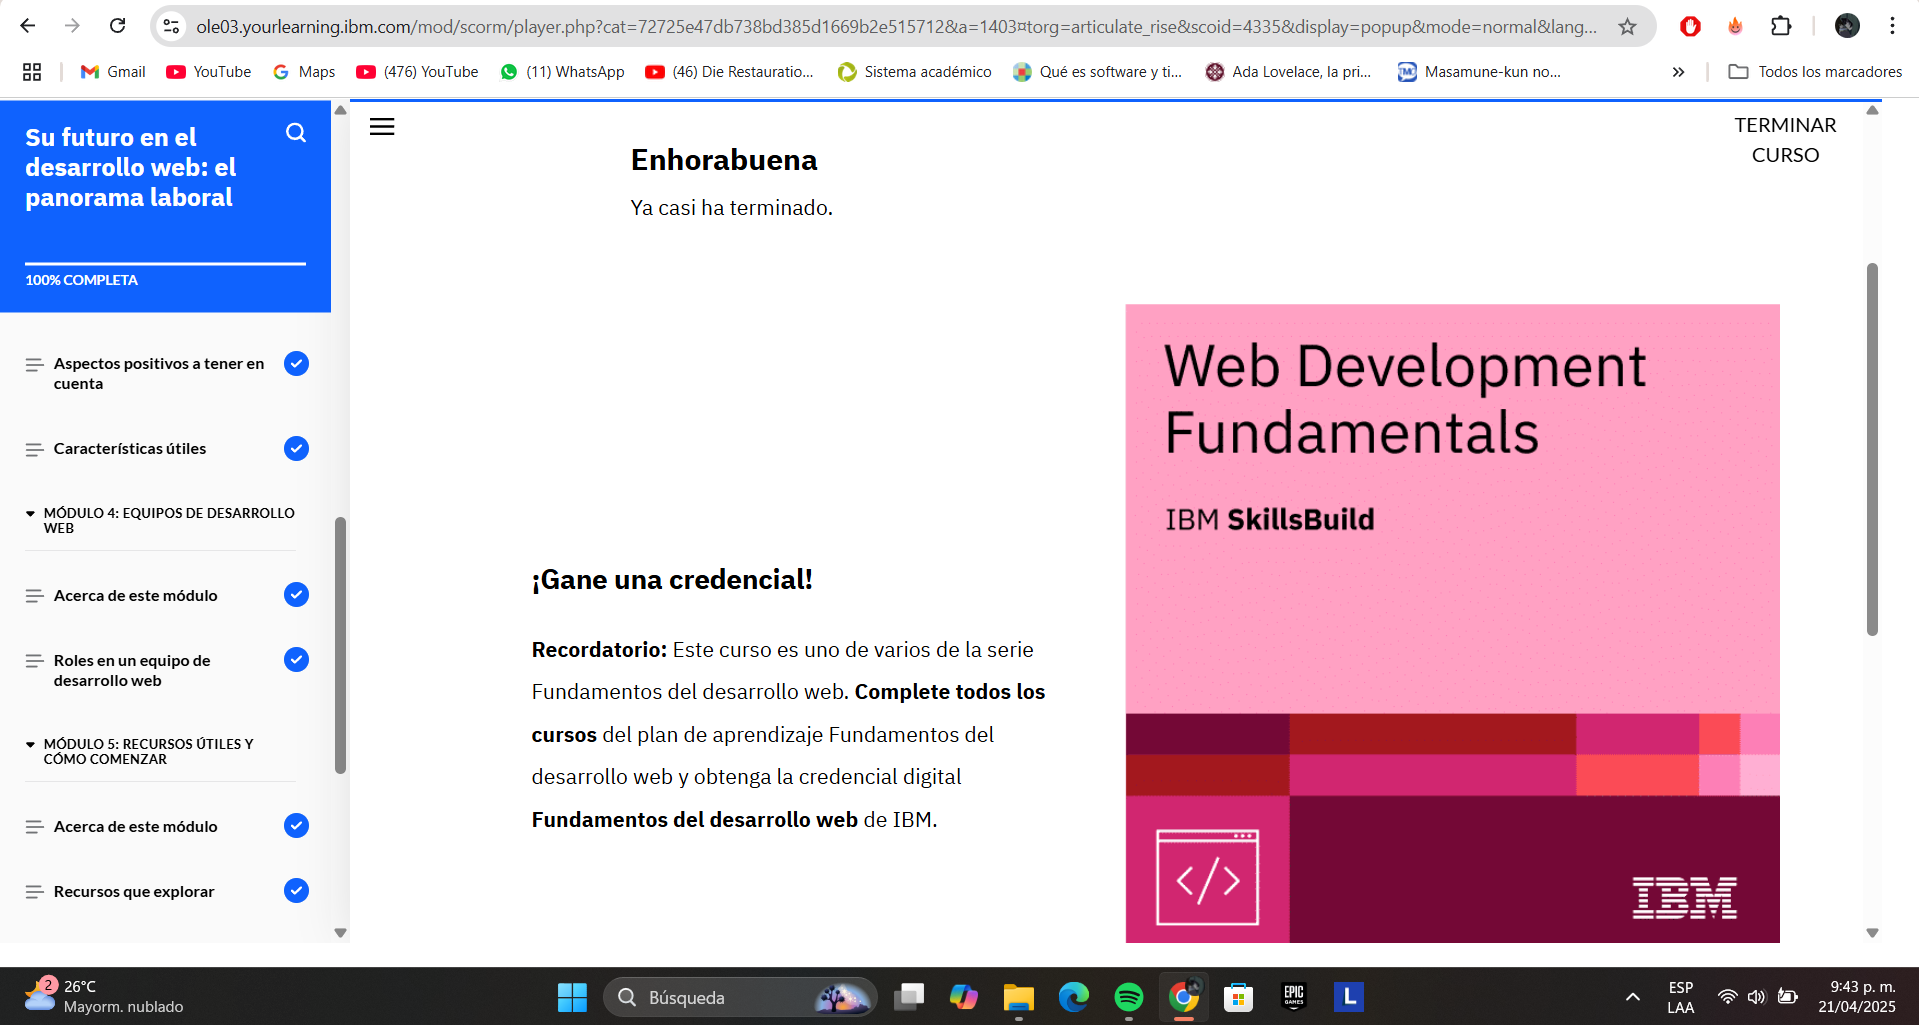 ole03.yourlearning.ibm.com/mod/scorm/player.php?cat=72725e47db738bd385d1669b2e515712&a=1403¤torg=articulate_rise&scoid=4335&display=popup&mode=normal&lang...
Gmail
YouTube
Maps
(476) YouTube
(11) WhatsApp
(46) Die Restauratio...
Sistema académico
Qué es software y ti...
Ada Lovelace, la pri...
Masamune-kun no...
»
Todos los marcadores
Su futuro en el
desarrollo web: el
panorama laboral
100% COMPLETA
Aspectos positivos a tener en
cuenta
Características útiles
MÓDULO 4: EQUIPOS DE DESARROLLO
WEB
Acerca de este módulo
Roles en un equipo de
desarrollo web
MÓDULO 5: RECURSOS ÚTILES Y
CÓMO COMENZAR
Acerca de este módulo
Recursos que explorar
TERMINAR
CURSO
Enhorabuena
Ya casi ha terminado.
¡Gane una credencial!
Recordatorio: Este curso es uno de varios de la serie
Fundamentos del desarrollo web. Complete todos los
cursos del plan de aprendizaje Fundamentos del
desarrollo web y obtenga la credencial digital
Fundamentos del desarrollo web de IBM.
Web Development
Fundamentals
IBM SkillsBuild
</>
IBM
2
26°C
Mayorm. nublado
Búsqueda
EPIC
GAMES
L
ESP
LAA
9:43 p. m.
21/04/2025